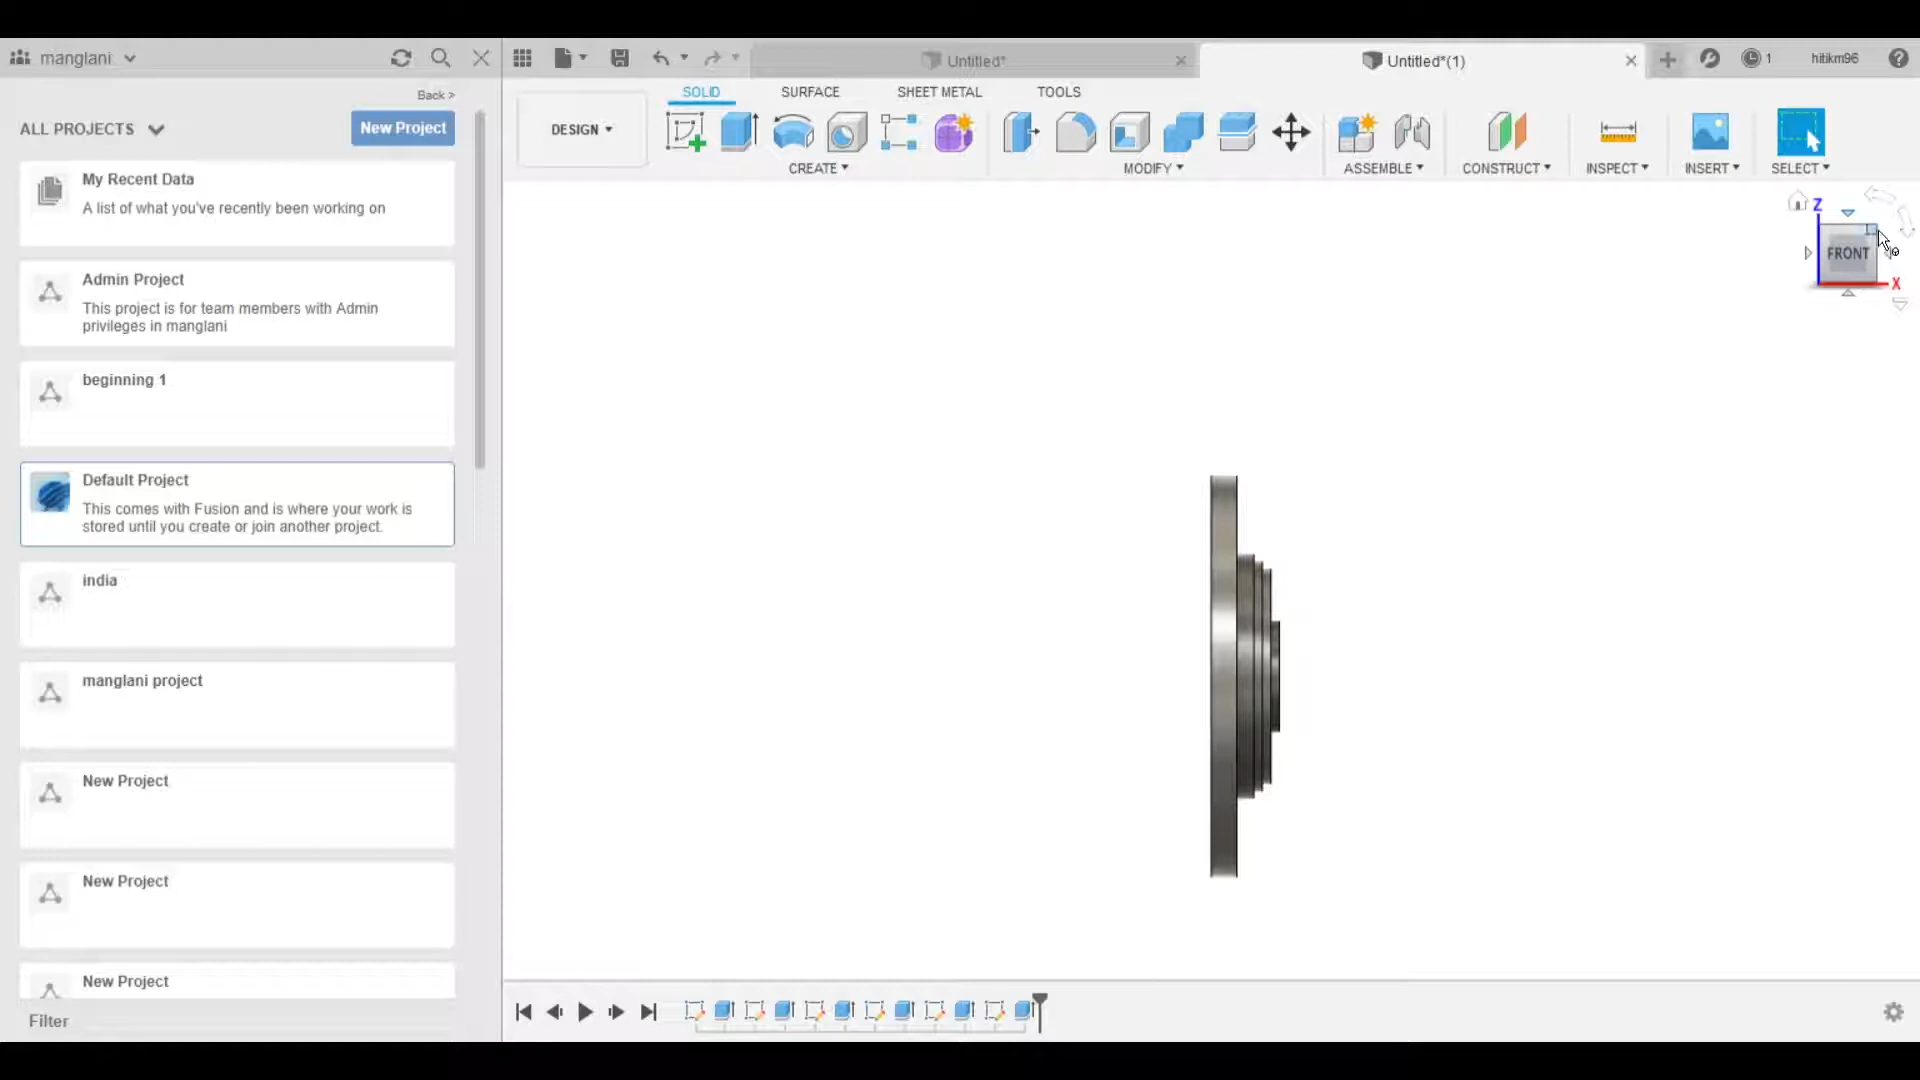 manglani
Back >
ALL PROJECTS
New Project
My Recent Data
A list of what you've recently been working on
Admin Project
This project is for team members with Admin
privileges in manglani
beginning 1
Default Project
This comes with Fusion and is where your work is
stored until you create or join another project.
india
manglani project
New Project
New Project
New Project
Filter
Untitled*
Untitled*(1)
1
hitikm96
DESIGN
SOLID
SURFACE
SHEET METAL
TOOLS
CREATE
MODIFY
ASSEMBLE
CONSTRUCT
INSPECT
INSERT
SELECT
Z
FRONT
X